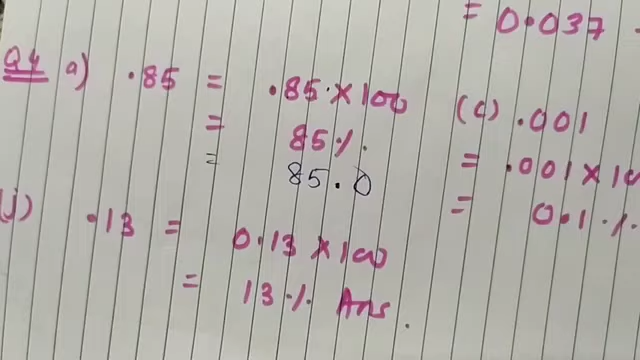 = 0.037
Q4 a) .85 = .85 × 100
= 85 %.
= 85.0
(j) .13 = 0.13 × 100
= 13 % Ans.
(c) .001
= .001 × 10
= 0.1 %.